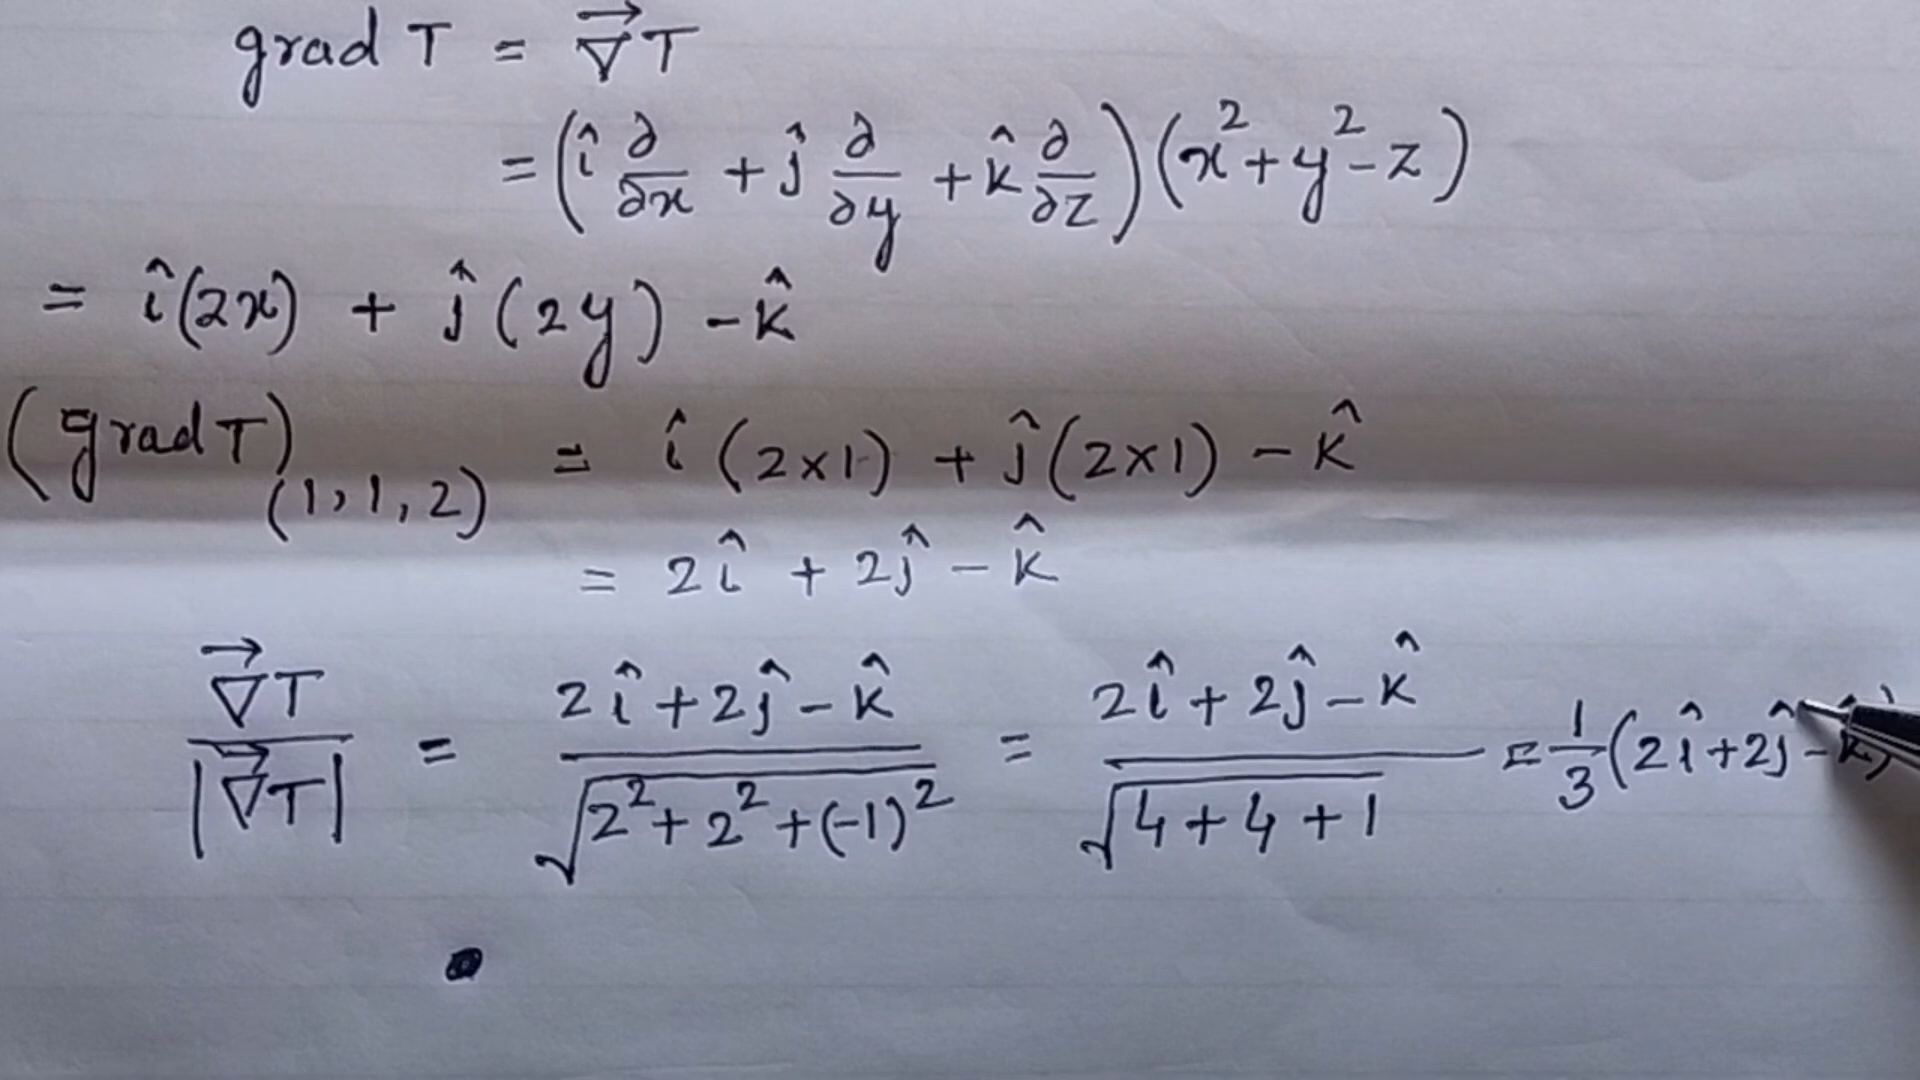 grad T = ∇⃗T
= (î ∂/∂x + ĵ ∂/∂y + k̂ ∂/∂z)(x² + y² - z)
= î(2x) + ĵ(2y) - k̂
(grad T)(1,1,2) = î(2×1) + ĵ(2×1) - k̂
= 2î + 2ĵ - k̂
∇⃗T / |∇⃗T| = (2î + 2ĵ - k̂) / √(2² + 2² + (-1)²) = (2î + 2ĵ - k̂) / √(4 + 4 + 1) = 1/3 (2î + 2ĵ - k̂)